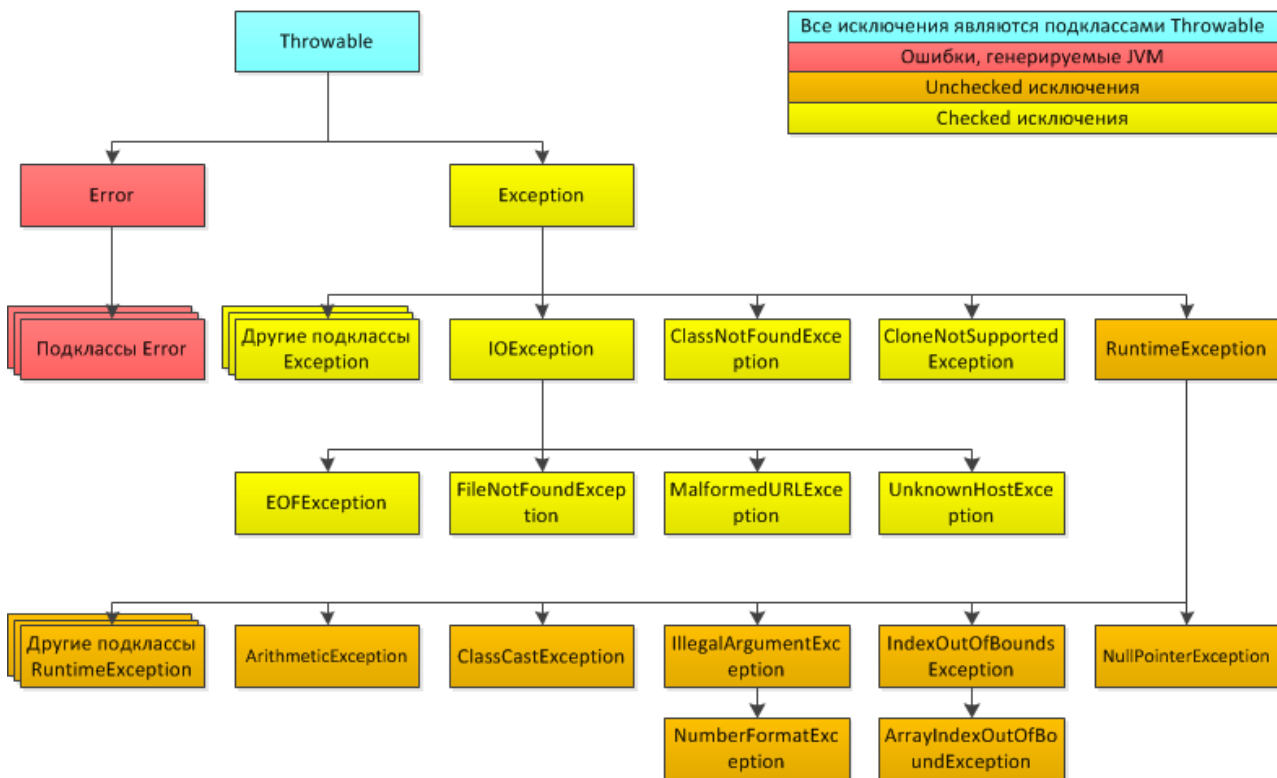 Throwable
Все исключения являются подклассами Throwable
Ошибки, генерируемые JVM
Unchecked исключения
Checked исключения
Error
Exception
Подклассы Error
Другие подклассы
Exception
IOException
ClassNotFoundExce
ption
CloneNotSupported
Exception
RuntimeException
EOFException
FileNotFoundExcep
tion
MalformedURLExce
ption
UnknownHostExce
ption
Другие подклассы
RuntimeException
ArithmeticException
ClassCastException
IllegalArgumentEx
ception
IndexOutOfBounds
Exception
NullPointerException
NumberFormatExc
eption
ArrayIndexOutOfBo
undException